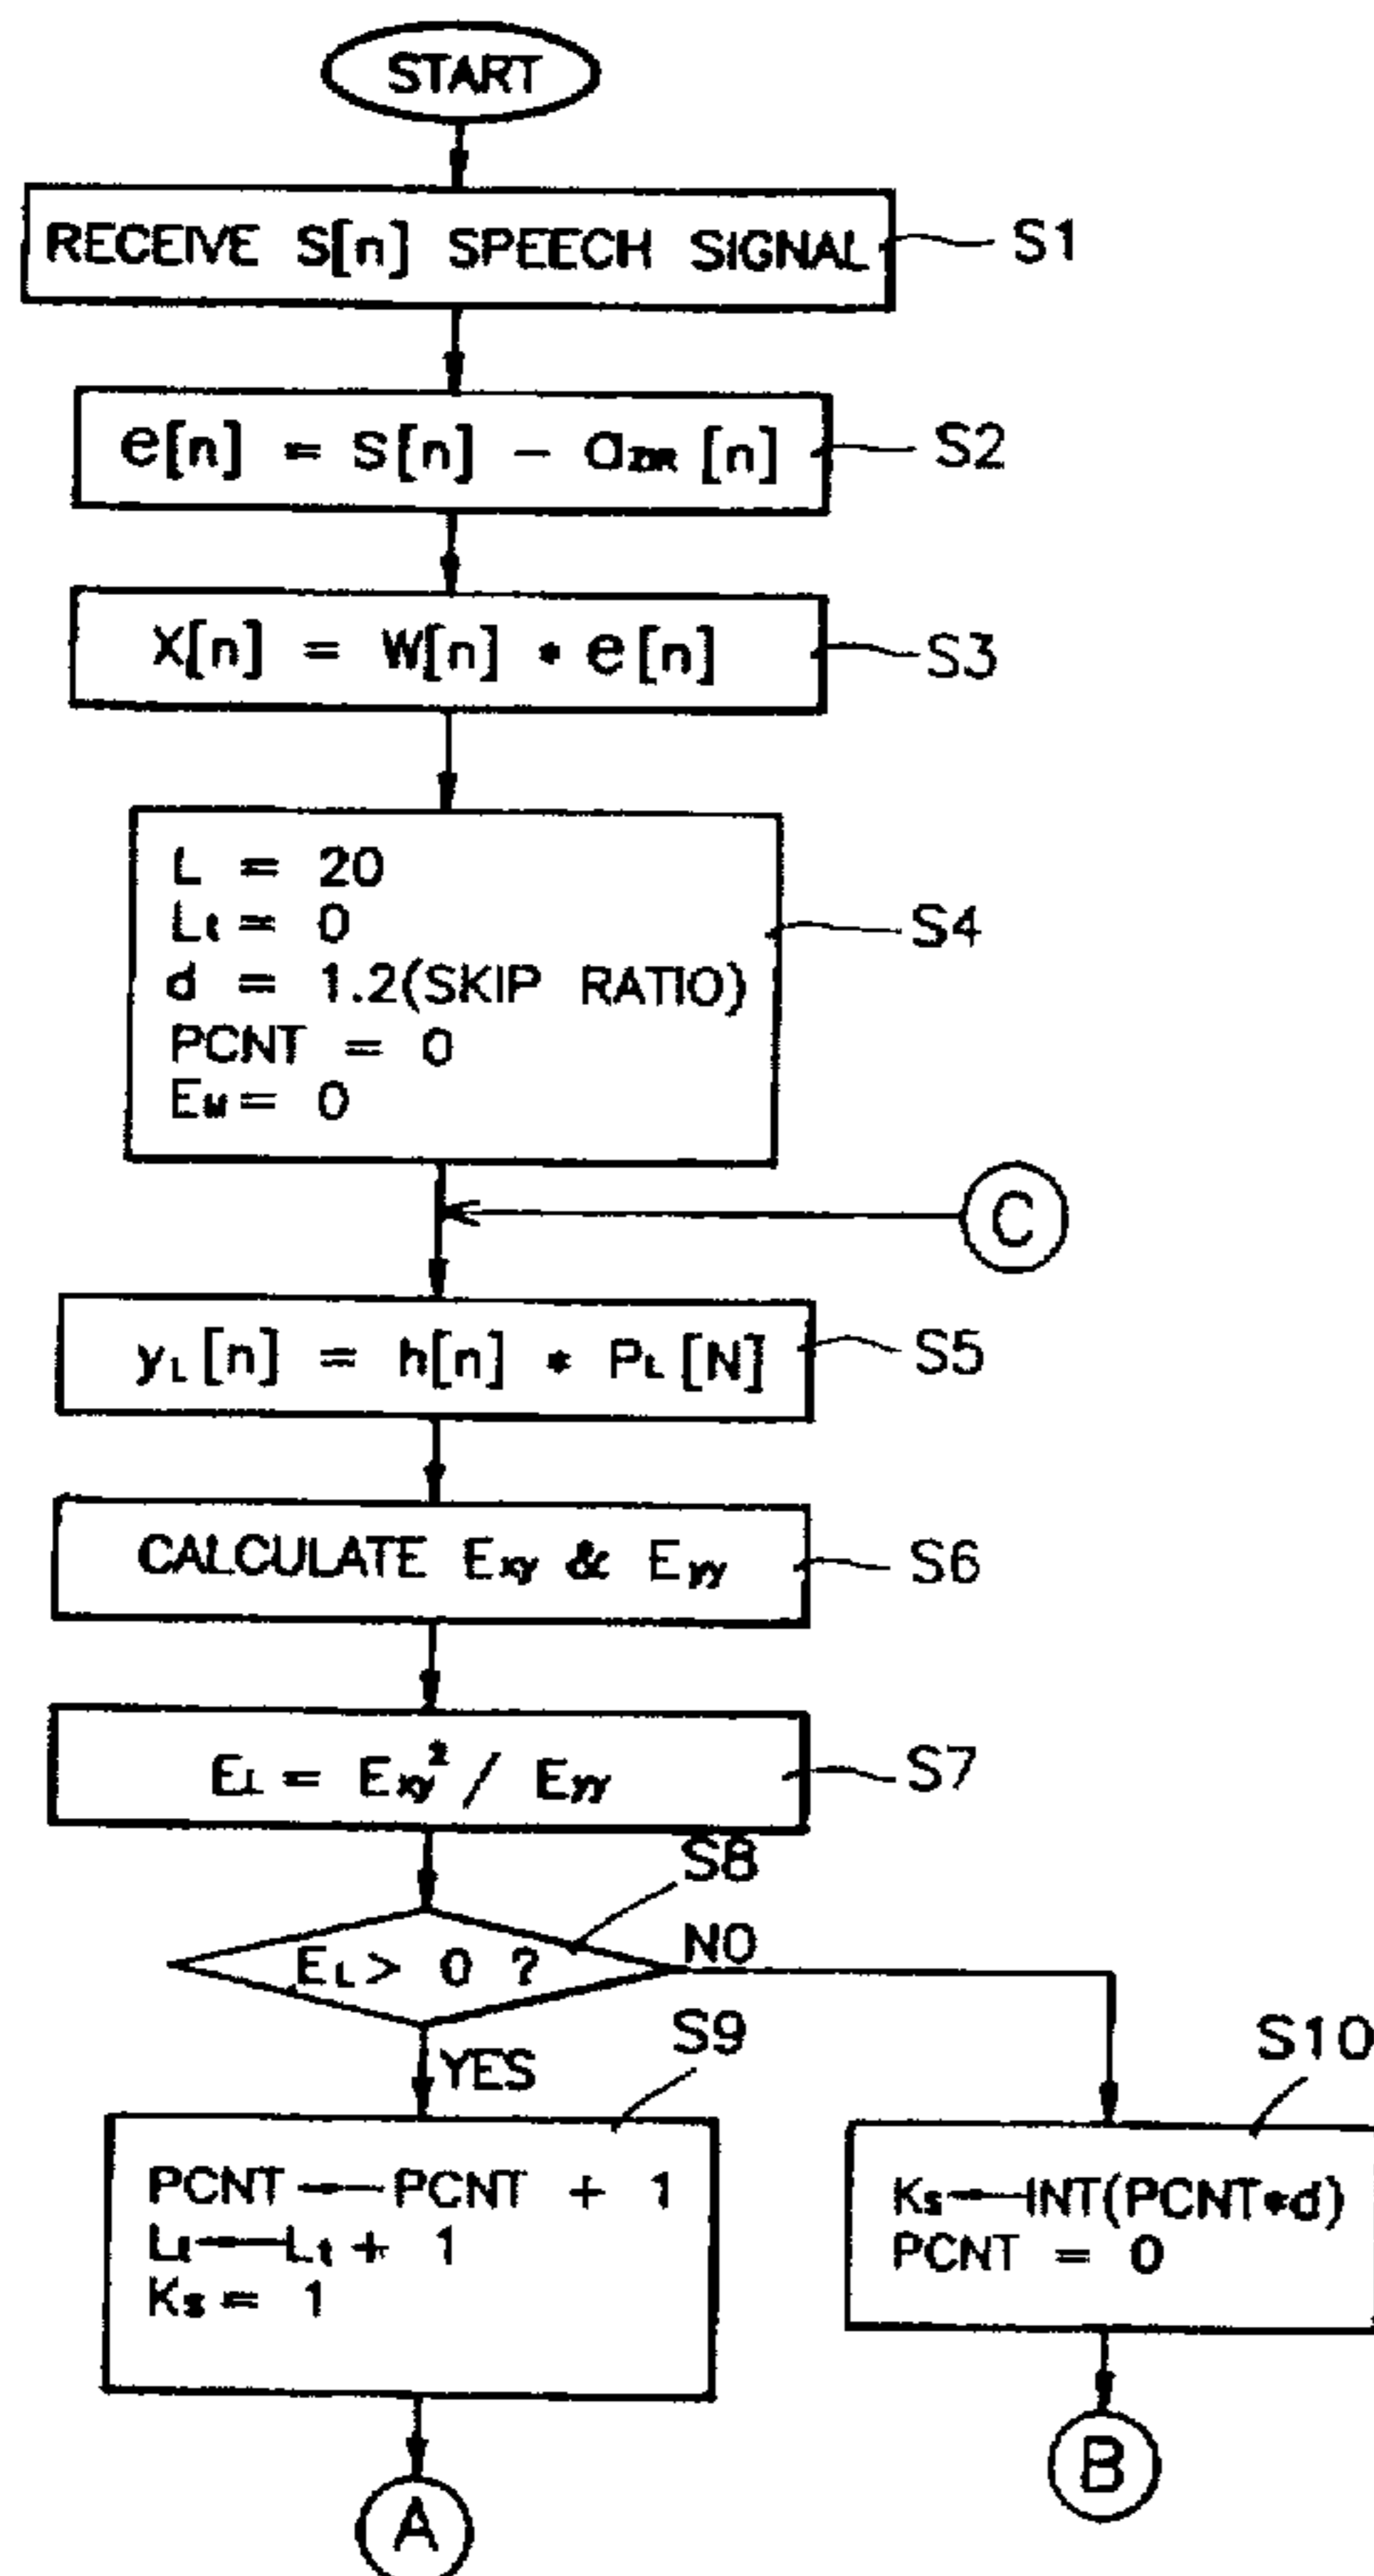 START
RECEIVE S[n] SPEECH SIGNAL
S1
e[n] = S[n] - aZIR [n]
S2
X[n] = W[n] * e[n]
S3
L = 20
Lt = 0
d = 1.2(SKIP RATIO)
PCNT = 0
EM = 0
S4
C
yL[n] = h[n] * PL[N]
S5
CALCULATE Exy & Eyy
S6
EL = Exy² / Eyy
S7
S8
EL > 0 ?
NO
YES
S9
S10
PCNT ← PCNT + 1
Lt ← Lt + 1
Ks = 1
Ks ← INT(PCNT*d)
PCNT = 0
A
B